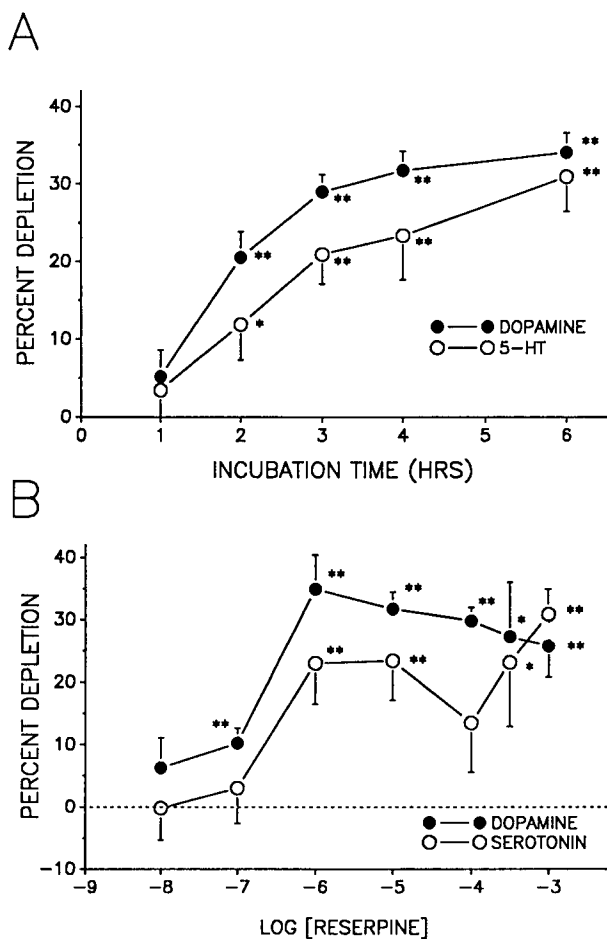 A
PERCENT DEPLETION
40
30
20
10
0
** ** ** ** ** ** ** * 
DOPAMINE
5-HT
0 1 2 3 4 5 6
INCUBATION TIME (HRS)
B
PERCENT DEPLETION
40
30
20
10
0
-10
** ** ** ** * ** ** ** ** *
DOPAMINE
SEROTONIN
-9 -8 -7 -6 -5 -4 -3
LOG [RESERPINE]